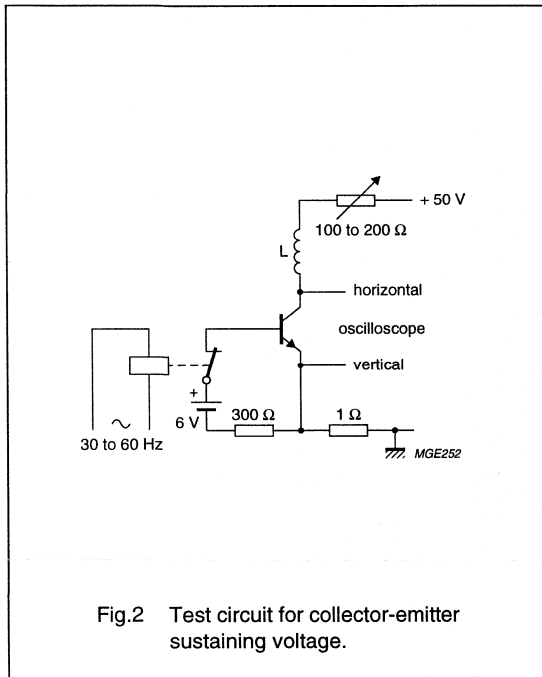 + 50 V
100 to 200 Ω
L
horizontal
oscilloscope
vertical
+
6 V
300 Ω
1 Ω
30 to 60 Hz
MGE252
Fig.2 Test circuit for collector-emitter
sustaining voltage.